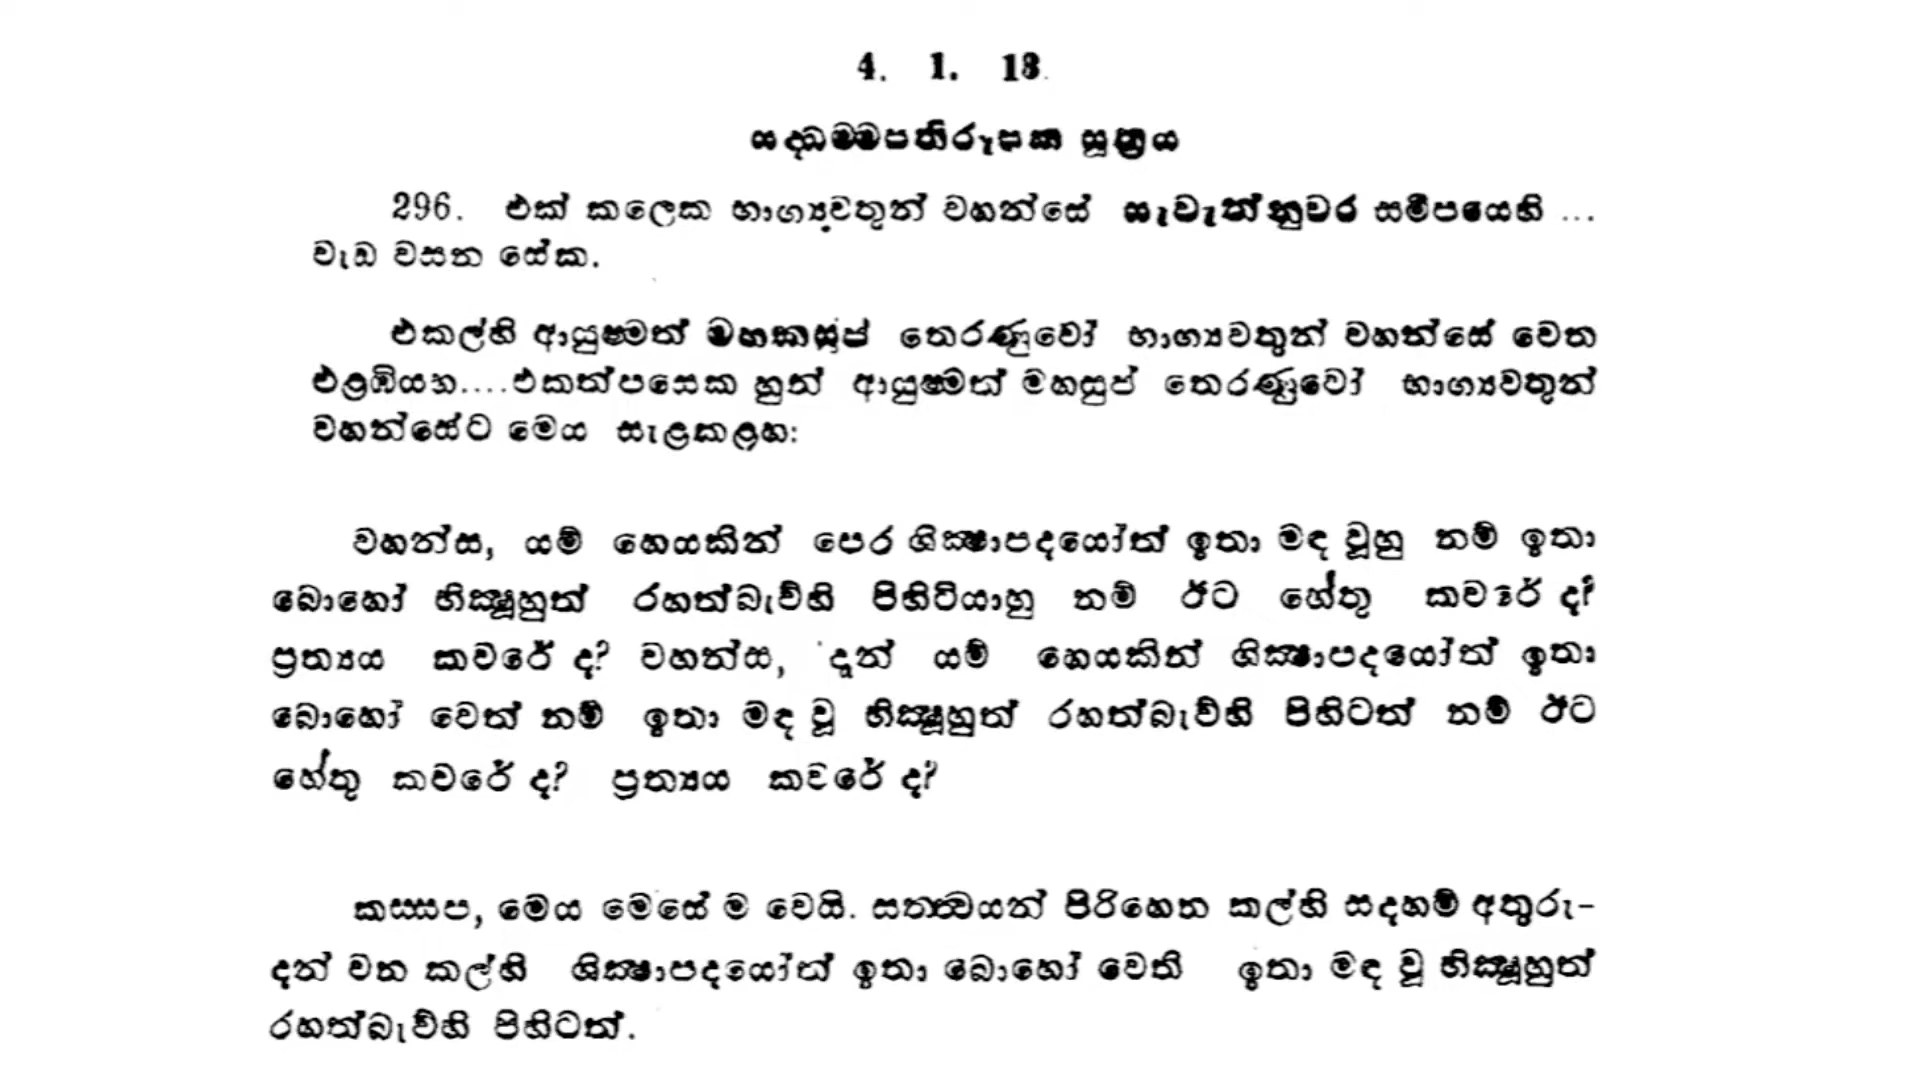 4. 1. 13.
සද්ධම්මපතිරූපක සූත්‍රය
296. එක් කලෙක භාග්‍යවතුන් වහන්සේ සැවැත්නුවර සමීපයෙහි ...
වැඩ වසන සේක.
එකල්හි ආයුෂ්මත් මහකසුප් තෙරණුවෝ භාග්‍යවතුන් වහන්සේ වෙත
එළඹියහ....එකත්පසෙක හුන් ආයුෂ්මත් මහසුප් තෙරණුවෝ භාග්‍යවතුන්
වහන්සේට මෙය සැළකළහ:
වහන්ස, යම් හෙයකින් පෙර ශික්‍ෂාපදයෝත් ඉතා මඳ වූහු නම් ඉතා
බොහෝ භික්‍ෂූහුත් රහත්බැව්හි පිහිටියාහු නම් ඊට හේතු කවරේ ද?
ප්‍රත්‍යය කවරේ ද? වහන්ස, දැන් යම් හෙයකින් ශික්‍ෂාපදයෝත් ඉතා
බොහෝ වෙත් නම් ඉතා මඳ වූ භික්‍ෂූහුත් රහත්බැව්හි පිහිටත් නම් ඊට
හේතු කවරේ ද? ප්‍රත්‍යය කවරේ ද?
කස්සප, මෙය මෙසේ ම වෙයි. සත්ත්‍වයන් පිරිහෙන කල්හි සදහම් අතුරු-
දන් වන කල්හි ශික්‍ෂාපදයෝත් ඉතා බොහෝ වෙති ඉතා මඳ වූ භික්‍ෂූහුත්
රහත්බැව්හි පිහිටත්.